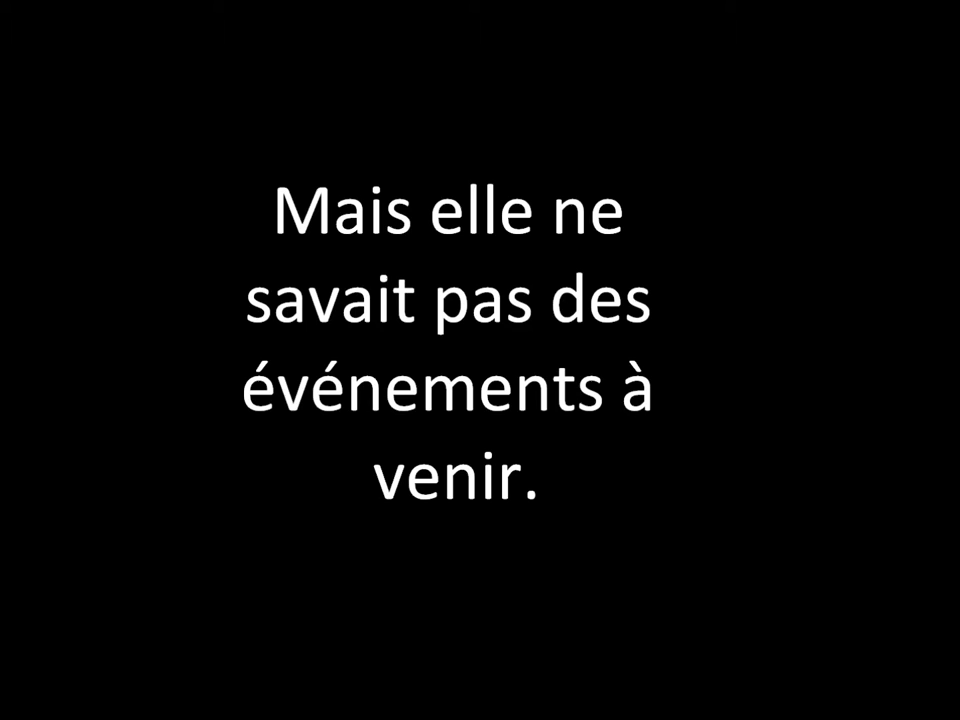 Mais elle ne
savait pas des
événements à
venir.